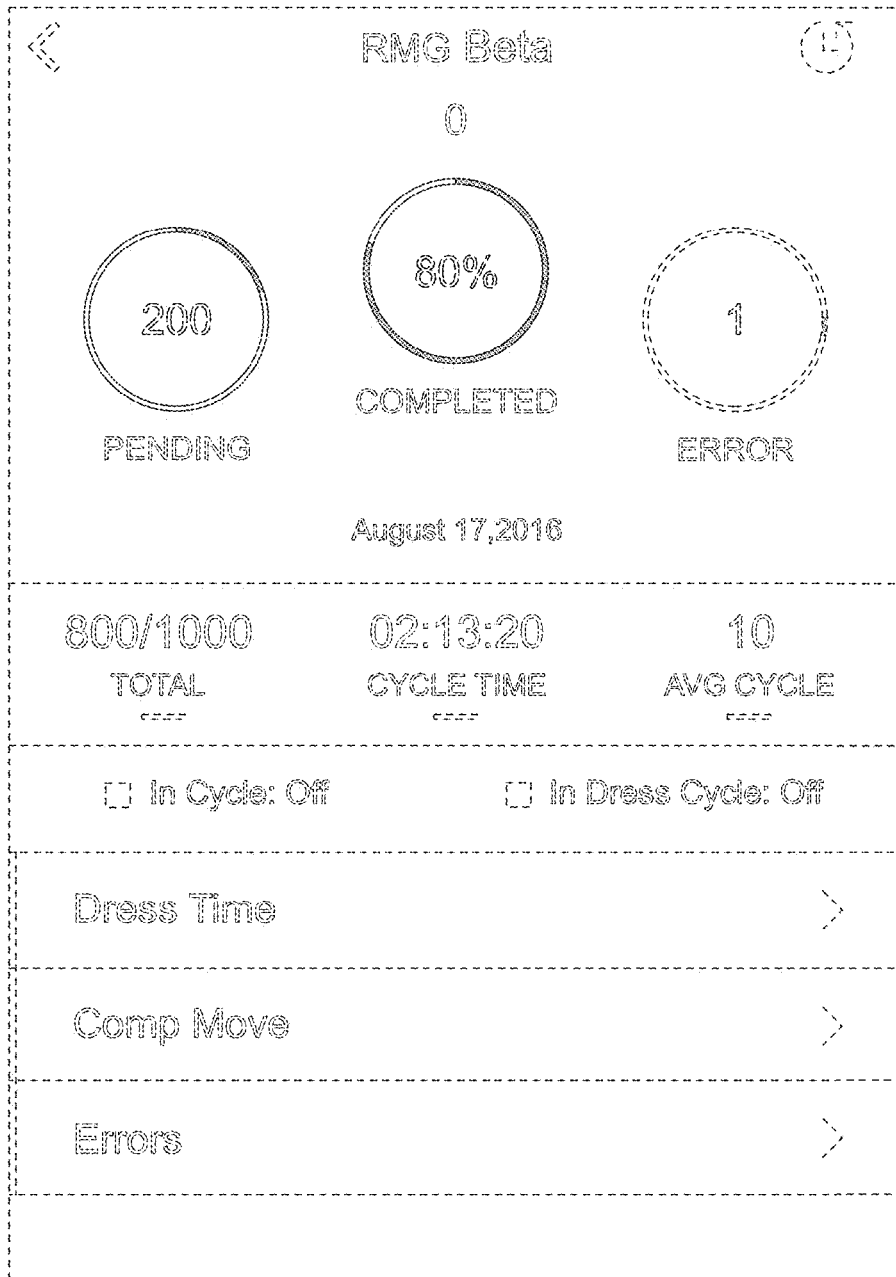 RMG Beta
0
200
80%
1
PENDING
COMPLETED
ERROR
August 17,2016
800/1000
02:13:20
10
TOTAL
CYCLE TIME
AVG CYCLE
In Cycle: Off
In Dress Cycle: Off
Dress Time
Comp Move
Errors